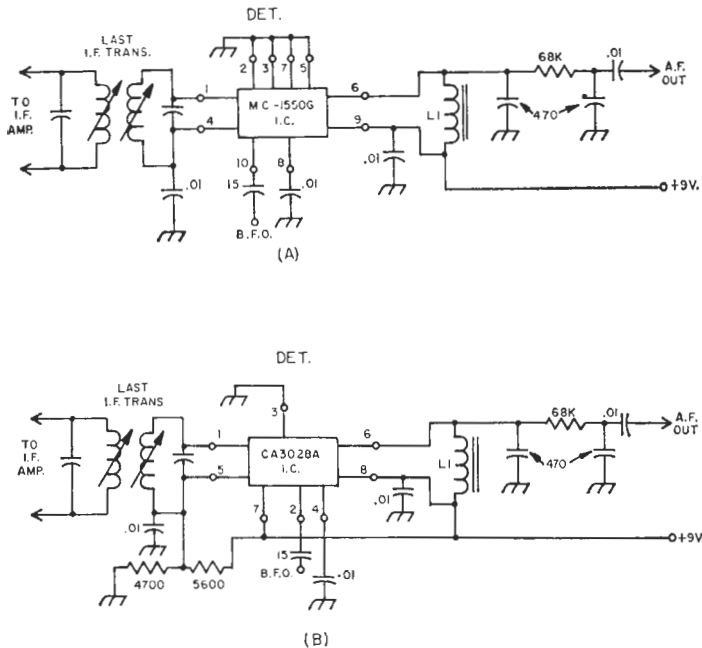 DET.
LAST
I.F. TRANS.
TO
I.F.
AMP.
.01
1
4
2
3
7
5
MC-1550G
I.C.
10
8
15
.01
B.F.O.
6
9
.01
L1
68K
.01
470
A.F.
OUT
+9V.
(A)
DET.
LAST
I.F. TRANS
TO
I.F.
AMP.
.01
4700
5600
1
5
3
CA3028A
I.C.
7
2
4
15
B.F.O.
.01
6
8
.01
L1
68K
.01
470
A.F.
OUT
+9V
(B)